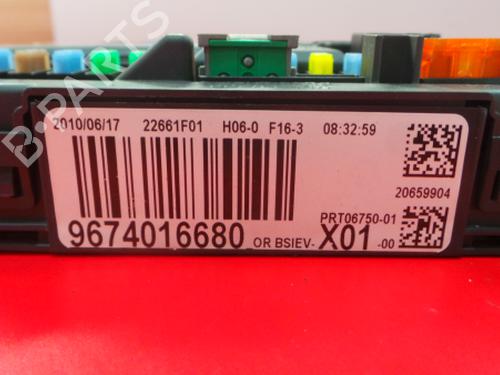 2010/06/17 22661F01 H06-0 F16-3 08:32:59
20659904
PRT06750-01
9674016680 OR BSIEV- X01 -00
B-PARTS